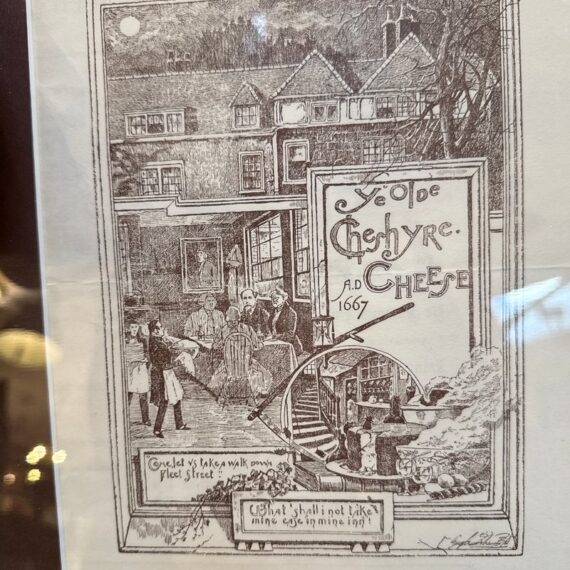 Ye Olde
Cheshyre.
Cheese
A.D
1667
Come let vs take a walk down
Fleet Street ::
What shall i not take
mine ease in mine inn?